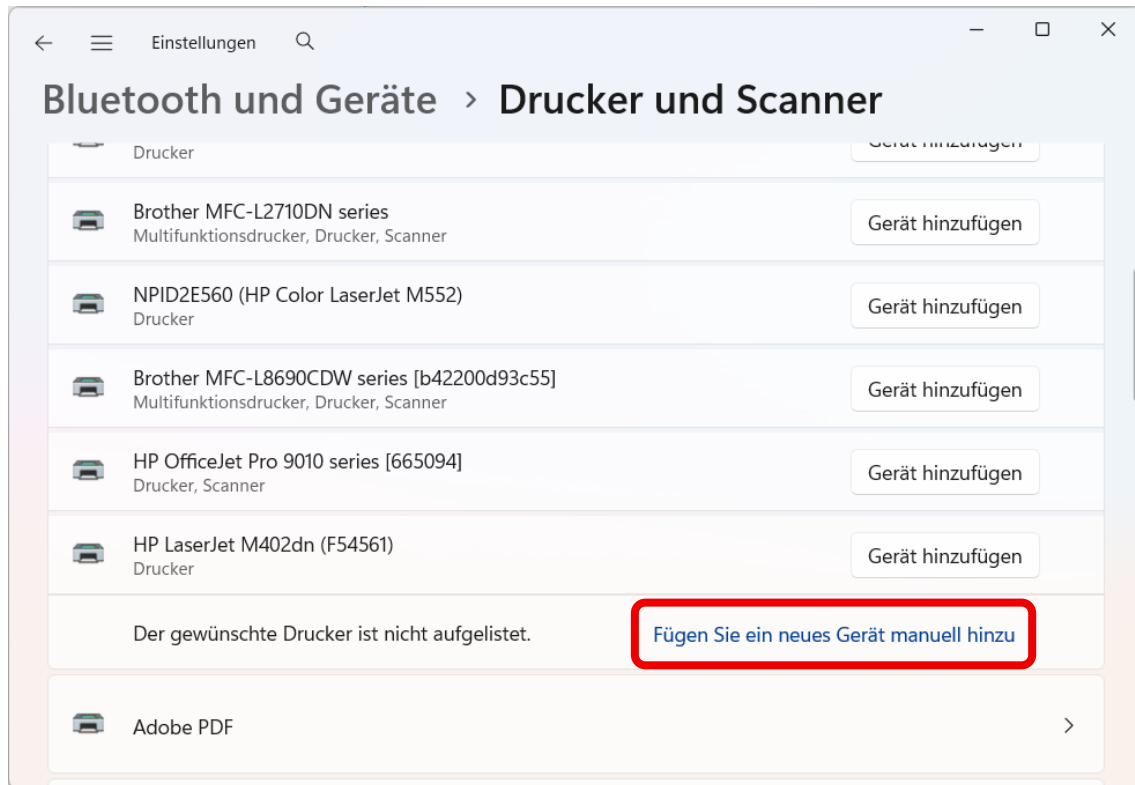 Einstellungen
Bluetooth und Geräte > Drucker und Scanner
Drucker
Gerät hinzufügen
Brother MFC-L2710DN series
Multifunktionsdrucker, Drucker, Scanner
Gerät hinzufügen
NPID2E560 (HP Color LaserJet M552)
Drucker
Gerät hinzufügen
Brother MFC-L8690CDW series [b42200d93c55]
Multifunktionsdrucker, Drucker, Scanner
Gerät hinzufügen
HP OfficeJet Pro 9010 series [665094]
Drucker, Scanner
Gerät hinzufügen
HP LaserJet M402dn (F54561)
Drucker
Gerät hinzufügen
Der gewünschte Drucker ist nicht aufgelistet.
Fügen Sie ein neues Gerät manuell hinzu
Adobe PDF